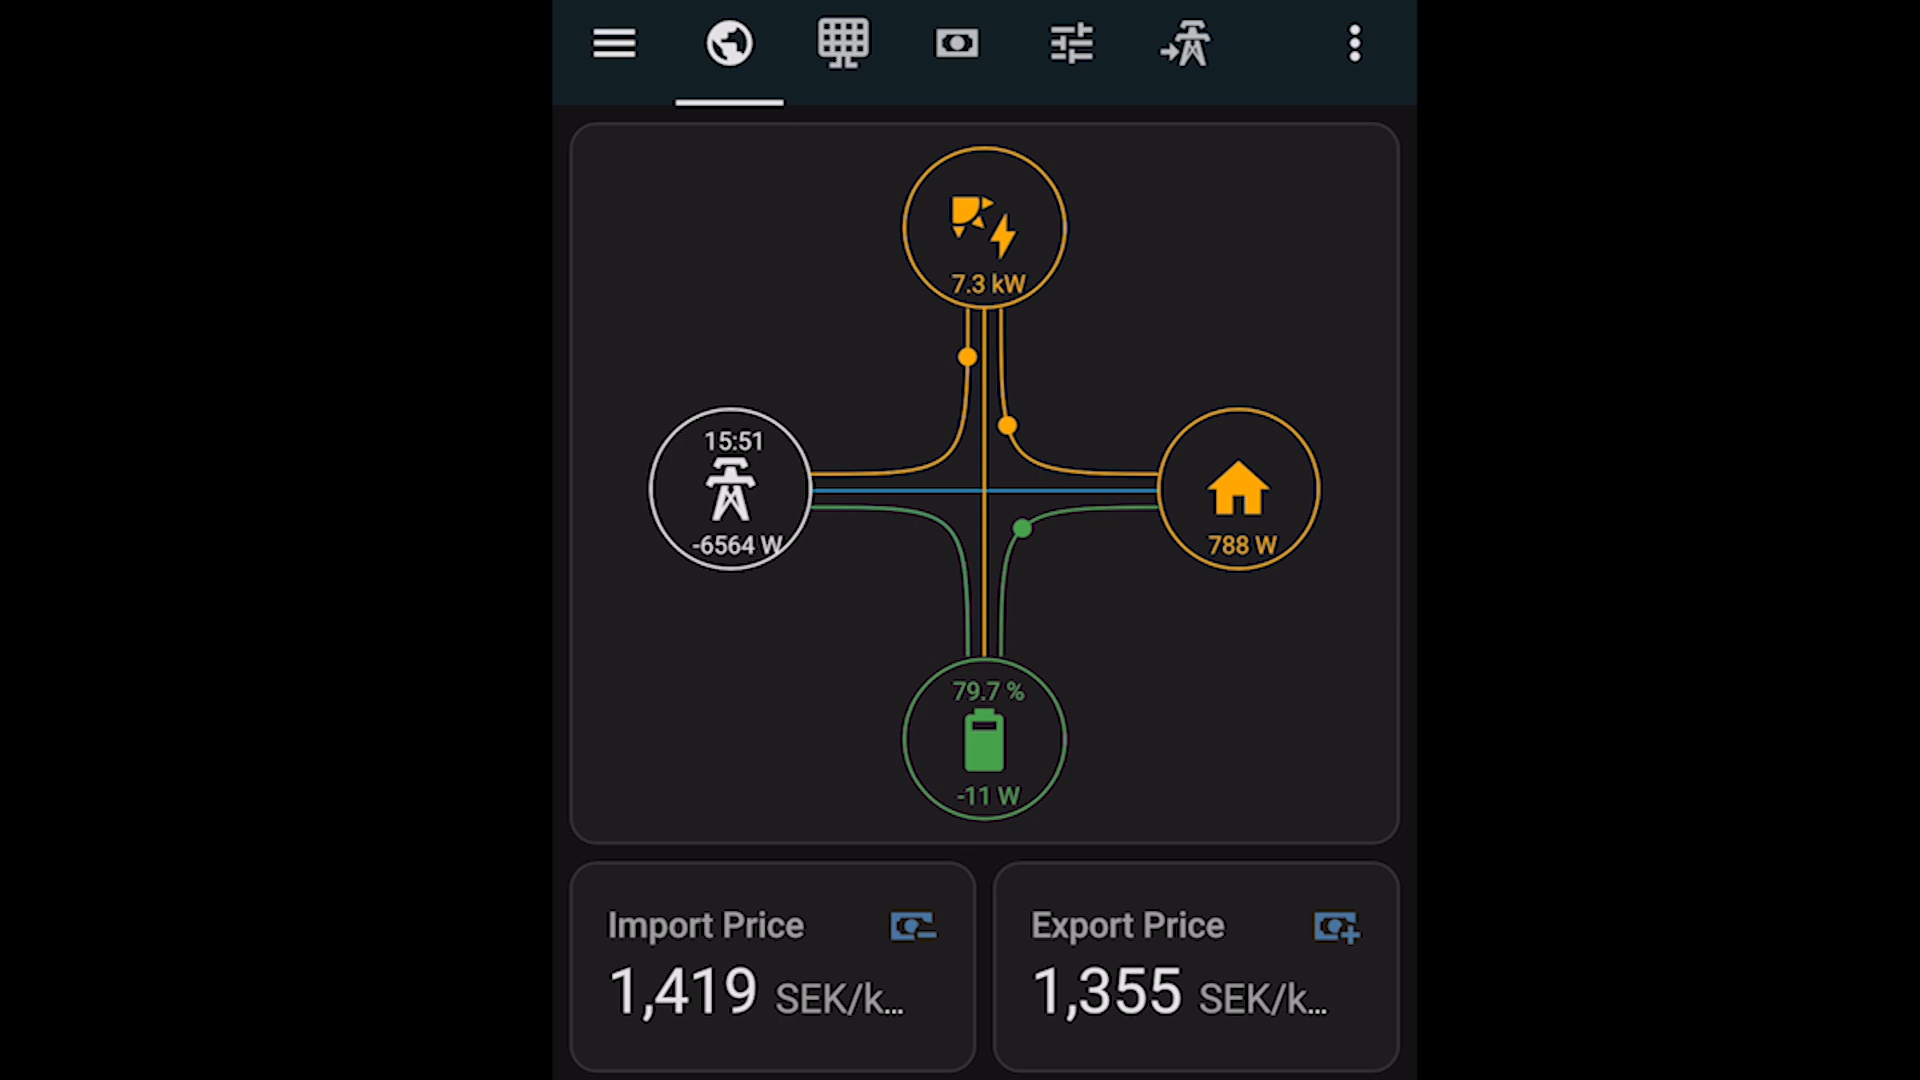 7.3 kW
15:51
-6564 W
788 W
79.7 %
-11 W
Import Price
1,419 SEK/k...
Export Price
1,355 SEK/k...